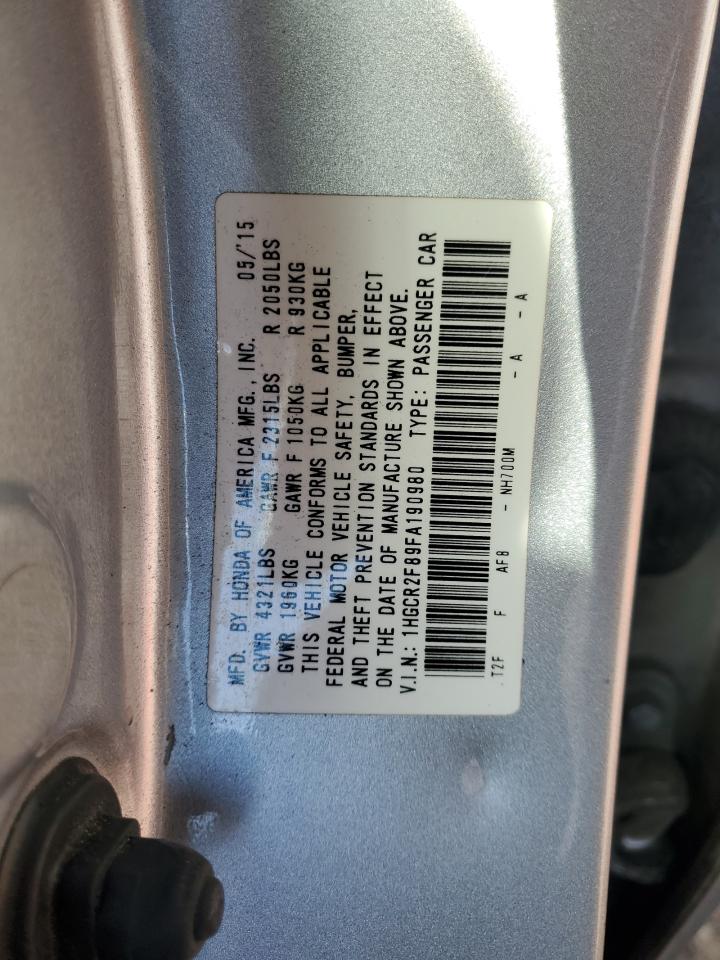 MFD. BY HONDA OF AMERICA MFG., INC. 05/'15
GVWR 4321LBS GAWR F 2315LBS R 2050LBS
GVWR 1960KG GAWR F 1050KG R 930KG
THIS VEHICLE CONFORMS TO ALL APPLICABLE
FEDERAL MOTOR VEHICLE SAFETY, BUMPER,
AND THEFT PREVENTION STANDARDS IN EFFECT
ON THE DATE OF MANUFACTURE SHOWN ABOVE.
V.I.N.: 1HGCR2F89FA190980 TYPE: PASSENGER CAR
T2F F AF8 - NH700M - A - A